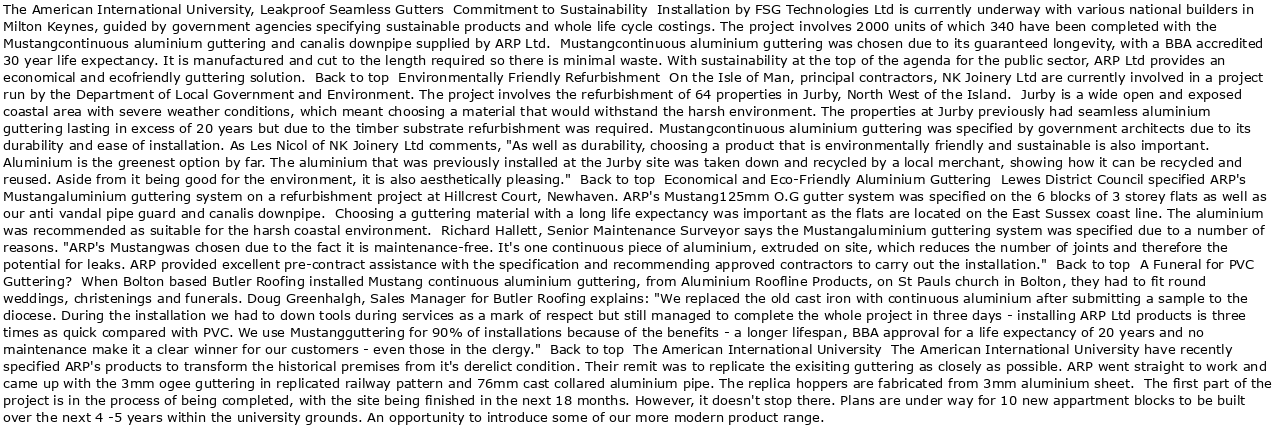 The American International University, Leakproof Seamless Gutters  Commitment to Sustainability  Installation by FSG Technologies Ltd is currently underway with various national builders in
Milton Keynes, guided by government agencies specifying sustainable products and whole life cycle costings. The project involves 2000 units of which 340 have been completed with the
Mustangcontinuous aluminium guttering and canalis downpipe supplied by ARP Ltd.  Mustangcontinuous aluminium guttering was chosen due to its guaranteed longevity, with a BBA accredited
30 year life expectancy. It is manufactured and cut to the length required so there is minimal waste. With sustainability at the top of the agenda for the public sector, ARP Ltd provides an
economical and ecofriendly guttering solution.  Back to top  Environmentally Friendly Refurbishment  On the Isle of Man, principal contractors, NK Joinery Ltd are currently involved in a project
run by the Department of Local Government and Environment. The project involves the refurbishment of 64 properties in Jurby, North West of the Island.  Jurby is a wide open and exposed
coastal area with severe weather conditions, which meant choosing a material that would withstand the harsh environment. The properties at Jurby previously had seamless aluminium
guttering lasting in excess of 20 years but due to the timber substrate refurbishment was required. Mustangcontinuous aluminium guttering was specified by government architects due to its
durability and ease of installation. As Les Nicol of NK Joinery Ltd comments, "As well as durability, choosing a product that is environmentally friendly and sustainable is also important.
Aluminium is the greenest option by far. The aluminium that was previously installed at the Jurby site was taken down and recycled by a local merchant, showing how it can be recycled and
reused. Aside from it being good for the environment, it is also aesthetically pleasing."  Back to top  Economical and Eco-Friendly Aluminium Guttering  Lewes District Council specified ARP's
Mustangaluminium guttering system on a refurbishment project at Hillcrest Court, Newhaven. ARP's Mustang125mm O.G gutter system was specified on the 6 blocks of 3 storey flats as well as
our anti vandal pipe guard and canalis downpipe.  Choosing a guttering material with a long life expectancy was important as the flats are located on the East Sussex coast line. The aluminium
was recommended as suitable for the harsh coastal environment.  Richard Hallett, Senior Maintenance Surveyor says the Mustangaluminium guttering system was specified due to a number of
reasons. "ARP's Mustangwas chosen due to the fact it is maintenance-free. It's one continuous piece of aluminium, extruded on site, which reduces the number of joints and therefore the
potential for leaks. ARP provided excellent pre-contract assistance with the specification and recommending approved contractors to carry out the installation."  Back to top  A Funeral for PVC
Guttering?  When Bolton based Butler Roofing installed Mustang continuous aluminium guttering, from Aluminium Roofline Products, on St Pauls church in Bolton, they had to fit round
weddings, christenings and funerals. Doug Greenhalgh, Sales Manager for Butler Roofing explains: "We replaced the old cast iron with continuous aluminium after submitting a sample to the
diocese. During the installation we had to down tools during services as a mark of respect but still managed to complete the whole project in three days - installing ARP Ltd products is three
times as quick compared with PVC. We use Mustangguttering for 90% of installations because of the benefits - a longer lifespan, BBA approval for a life expectancy of 20 years and no
maintenance make it a clear winner for our customers - even those in the clergy."  Back to top  The American International University  The American International University have recently
specified ARP's products to transform the historical premises from it's derelict condition. Their remit was to replicate the exisiting guttering as closely as possible. ARP went straight to work and
came up with the 3mm ogee guttering in replicated railway pattern and 76mm cast collared aluminium pipe. The replica hoppers are fabricated from 3mm aluminium sheet.  The first part of the
project is in the process of being completed, with the site being finished in the next 18 months. However, it doesn't stop there. Plans are under way for 10 new appartment blocks to be built
over the next 4 -5 years within the university grounds. An opportunity to introduce some of our more modern product range.